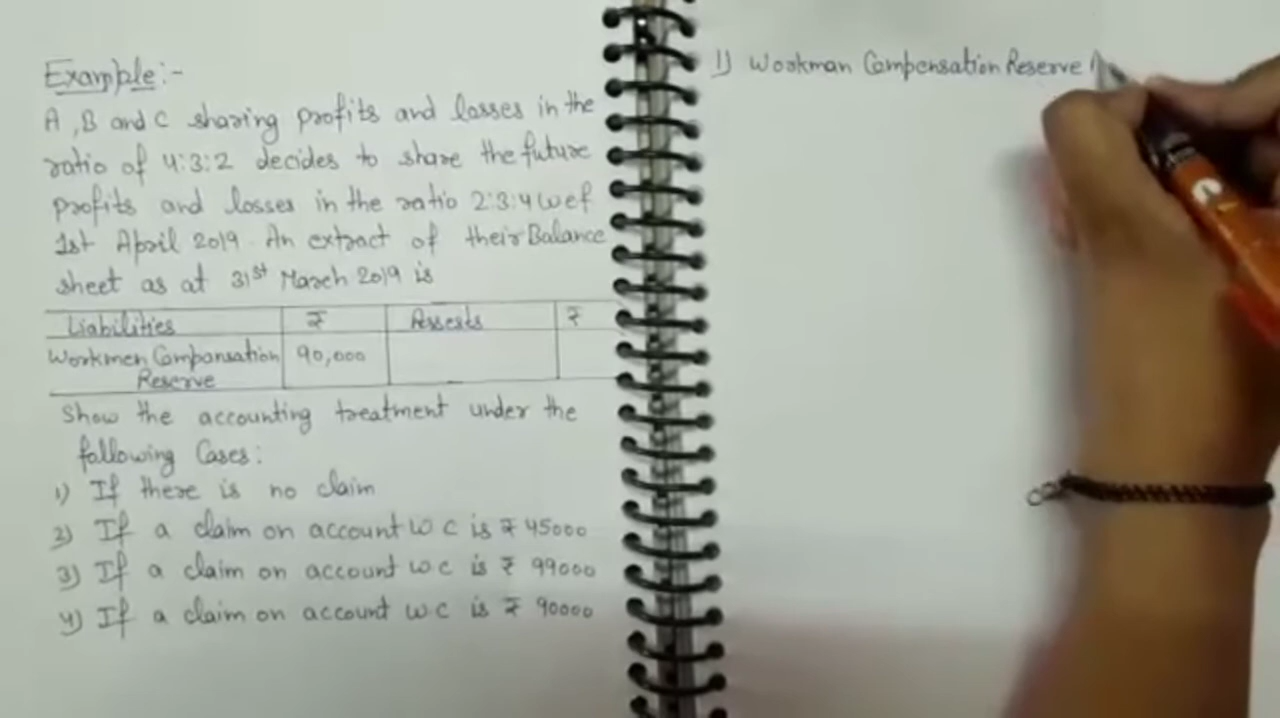 Example:-
A, B and C sharing profits and losses in the
ratio of 4:3:2 decides to share the future
profits and losses in the ratio 2:3:4 wef
1st April 2019. An extract of their Balance
sheet as at 31st March 2019 is
Liabilities ₹ Assests ₹
Workmen Compansation 90,000
Reserve
Show the accounting treatment under the
following Cases:
1) If there is no claim
2) If a claim on account W C is ₹ 45000
3) If a claim on account W C is ₹ 99000
4) If a claim on account W C is ₹ 90000
1) Workman Compensation Reserve